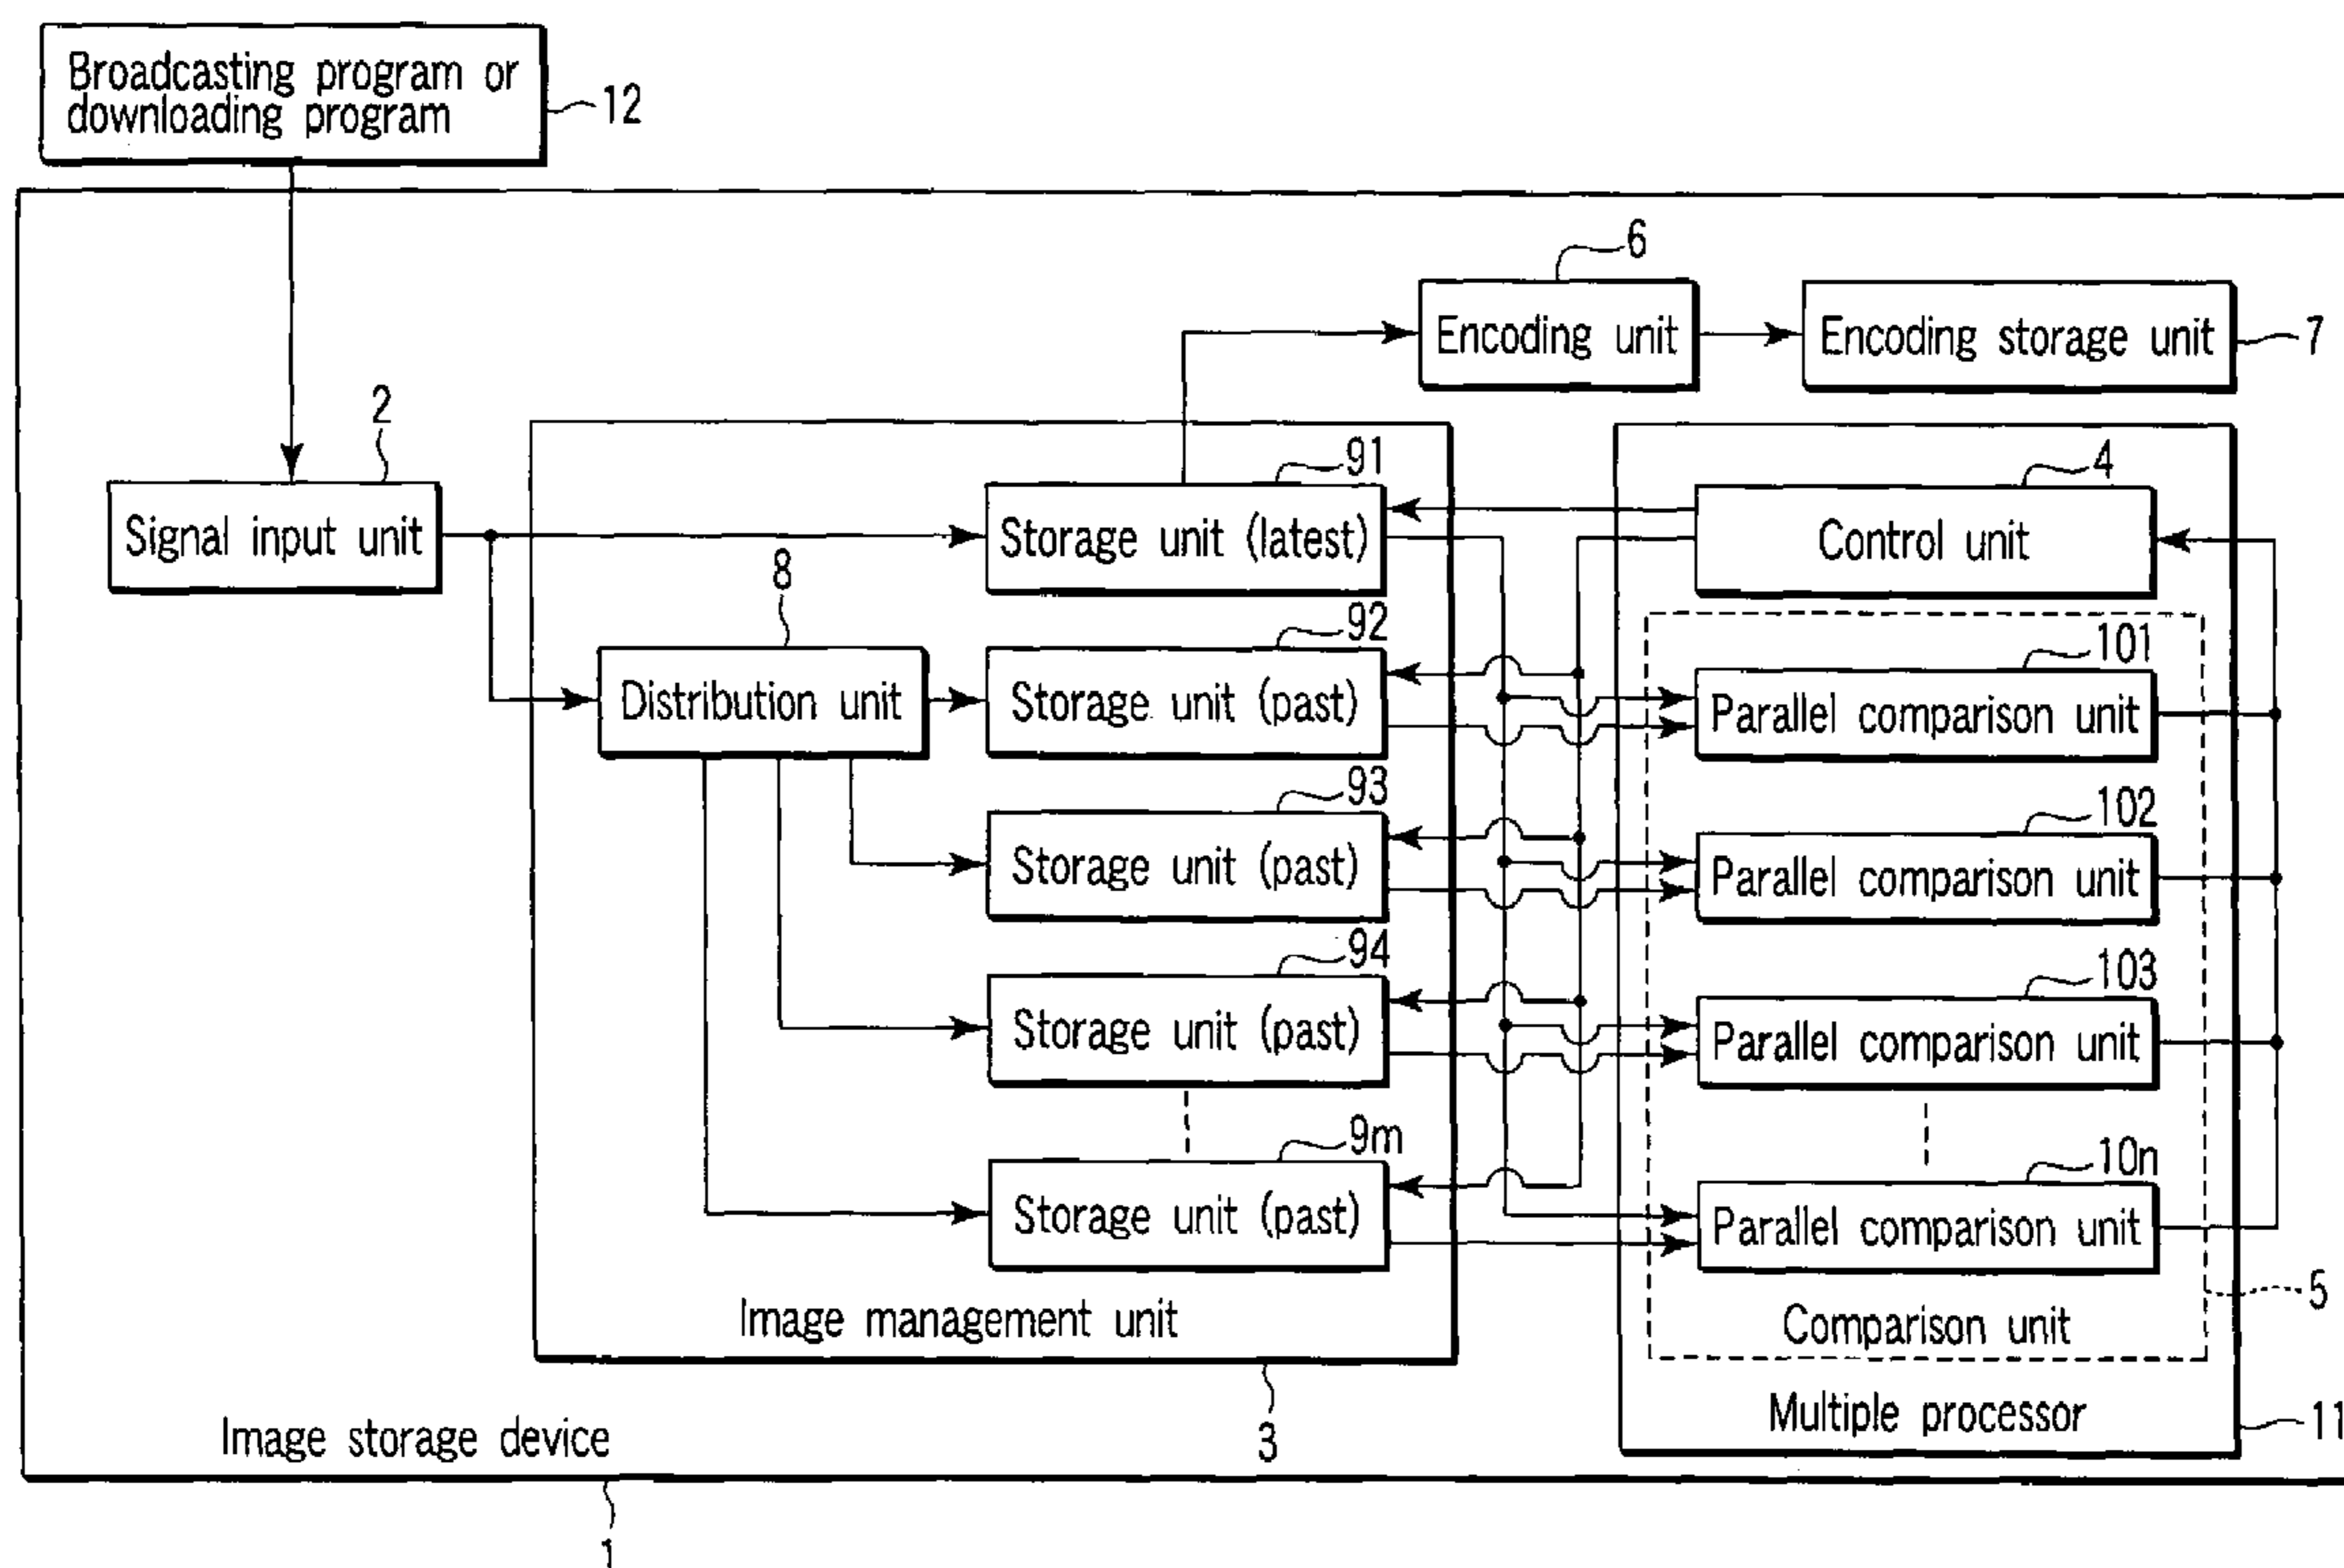 Broadcasting program or
downloading program
12
6
Encoding unit
Encoding storage unit
7
2
Signal input unit
91
Storage unit (latest)
4
Control unit
8
Distribution unit
92
Storage unit (past)
101
Parallel comparison unit
93
Storage unit (past)
102
Parallel comparison unit
94
Storage unit (past)
103
Parallel comparison unit
9m
Storage unit (past)
10n
Parallel comparison unit
5
Image management unit
Comparison unit
3
Multiple processor
11
Image storage device
1